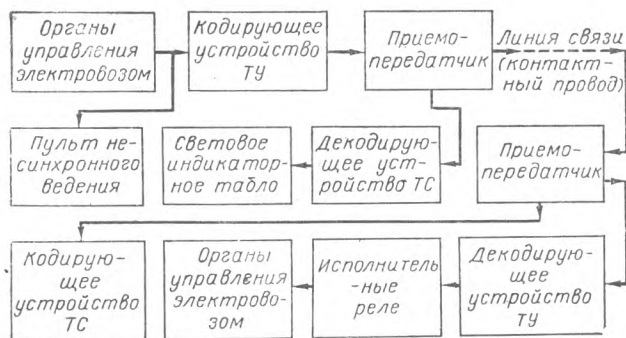 Органы
управления
электровозом
Кодирующее
устройство
ТУ
Приемо-
передатчик
Линия связи
(контакт-
ный провод)
Пульт не-
синхронного
ведения
Световое
индикатор-
ное табло
Декодирую-
щее уст-
ройство ТС
Приемо-
передатчик
Кодирую-
щее
устройство
ТС
Органы
управления
электрово-
зом
Исполнитель-
-ные
реле
Декодирую-
щее
устройство
ТУ